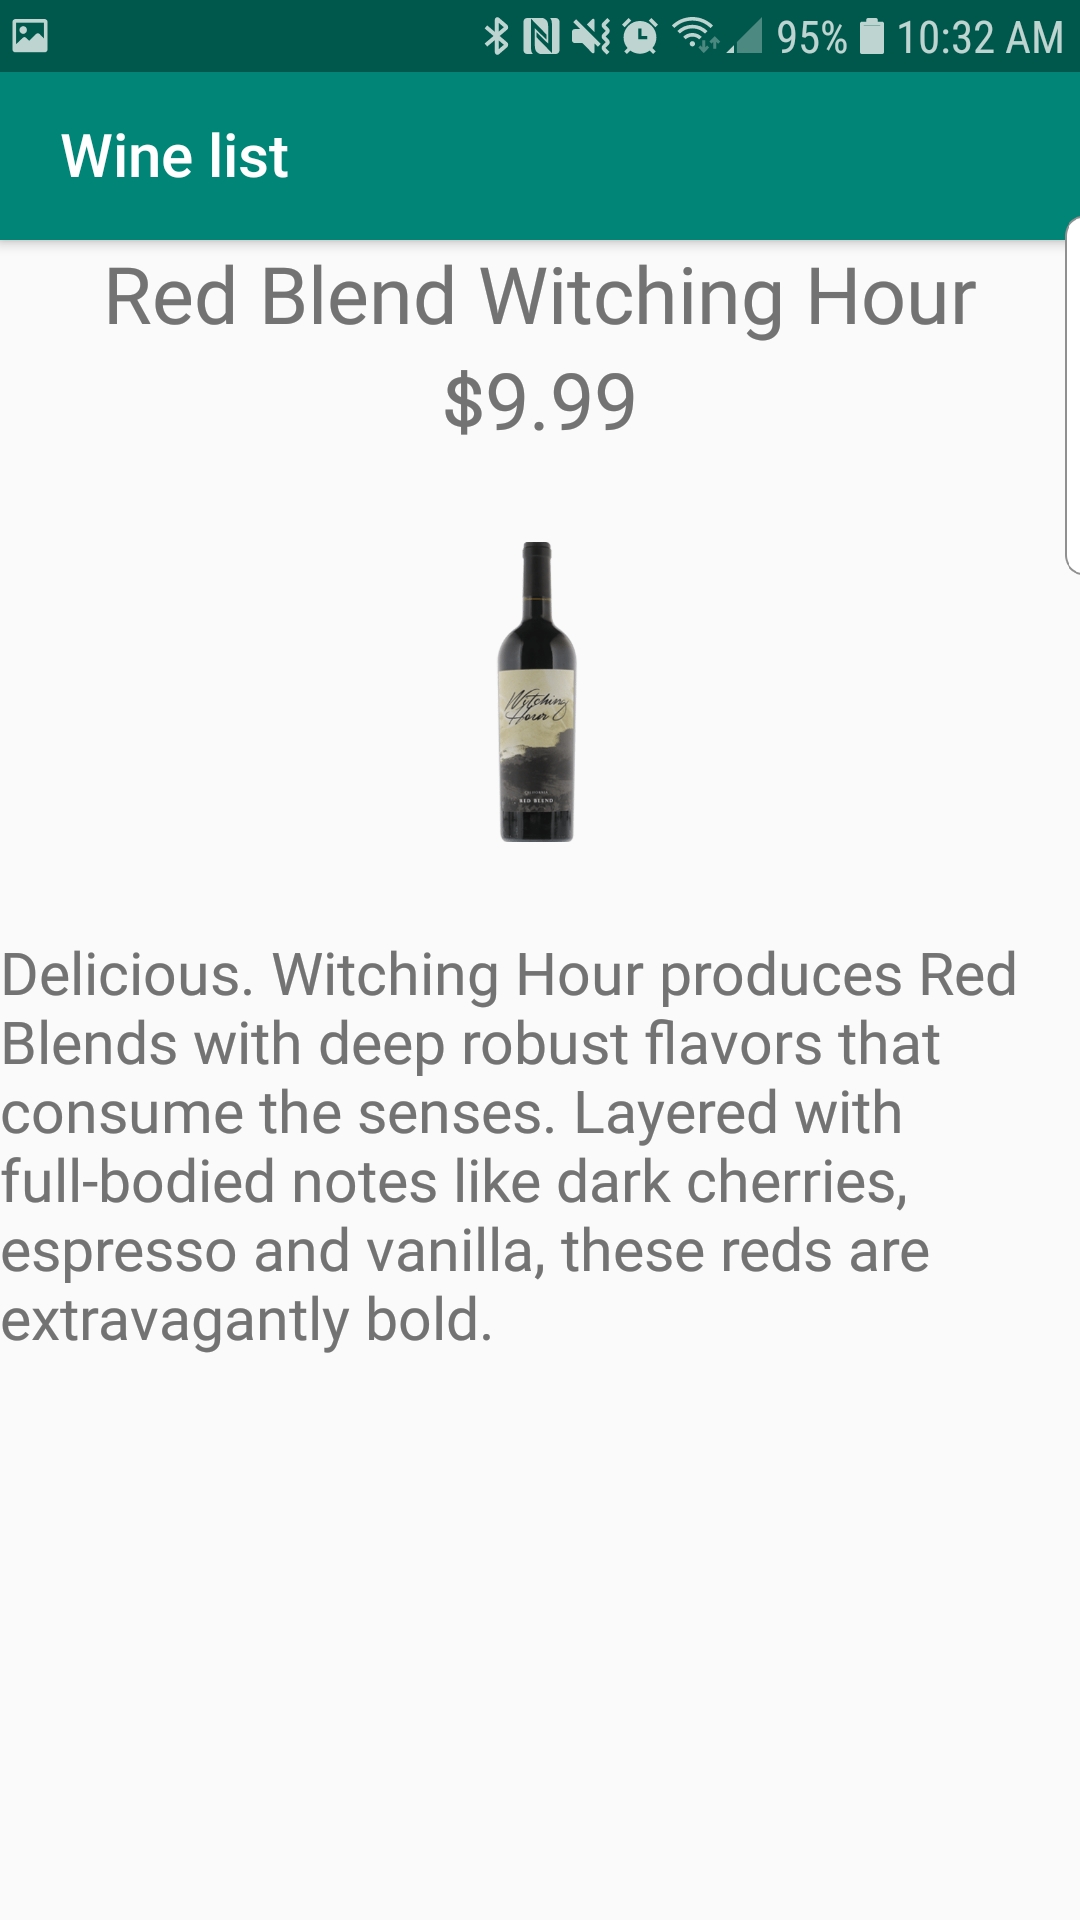 95% 10:32 AM
Wine list
Red Blend Witching Hour
$9.99
Witching
Hour
RED BLEND
Delicious. Witching Hour produces Red
Blends with deep robust flavors that
consume the senses. Layered with
full-bodied notes like dark cherries,
espresso and vanilla, these reds are
extravagantly bold.